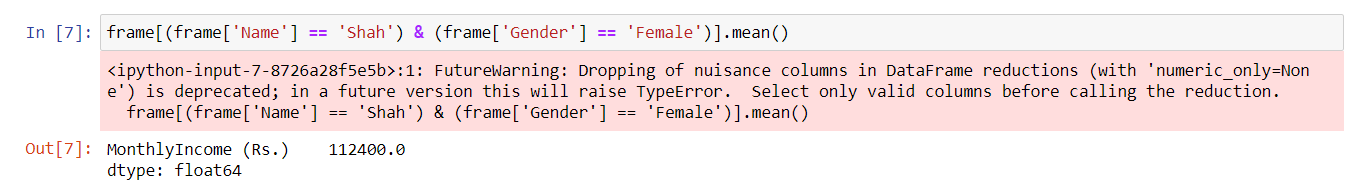 In [7]: frame[(frame['Name'] == 'Shah') & (frame['Gender'] == 'Female')].mean()
<ipython-input-7-8726a28f5e5b>:1: FutureWarning: Dropping of nuisance columns in DataFrame reductions (with 'numeric_only=Non
e') is deprecated; in a future version this will raise TypeError.  Select only valid columns before calling the reduction.
  frame[(frame['Name'] == 'Shah') & (frame['Gender'] == 'Female')].mean()
Out[7]: MonthlyIncome (Rs.)    112400.0
dtype: float64